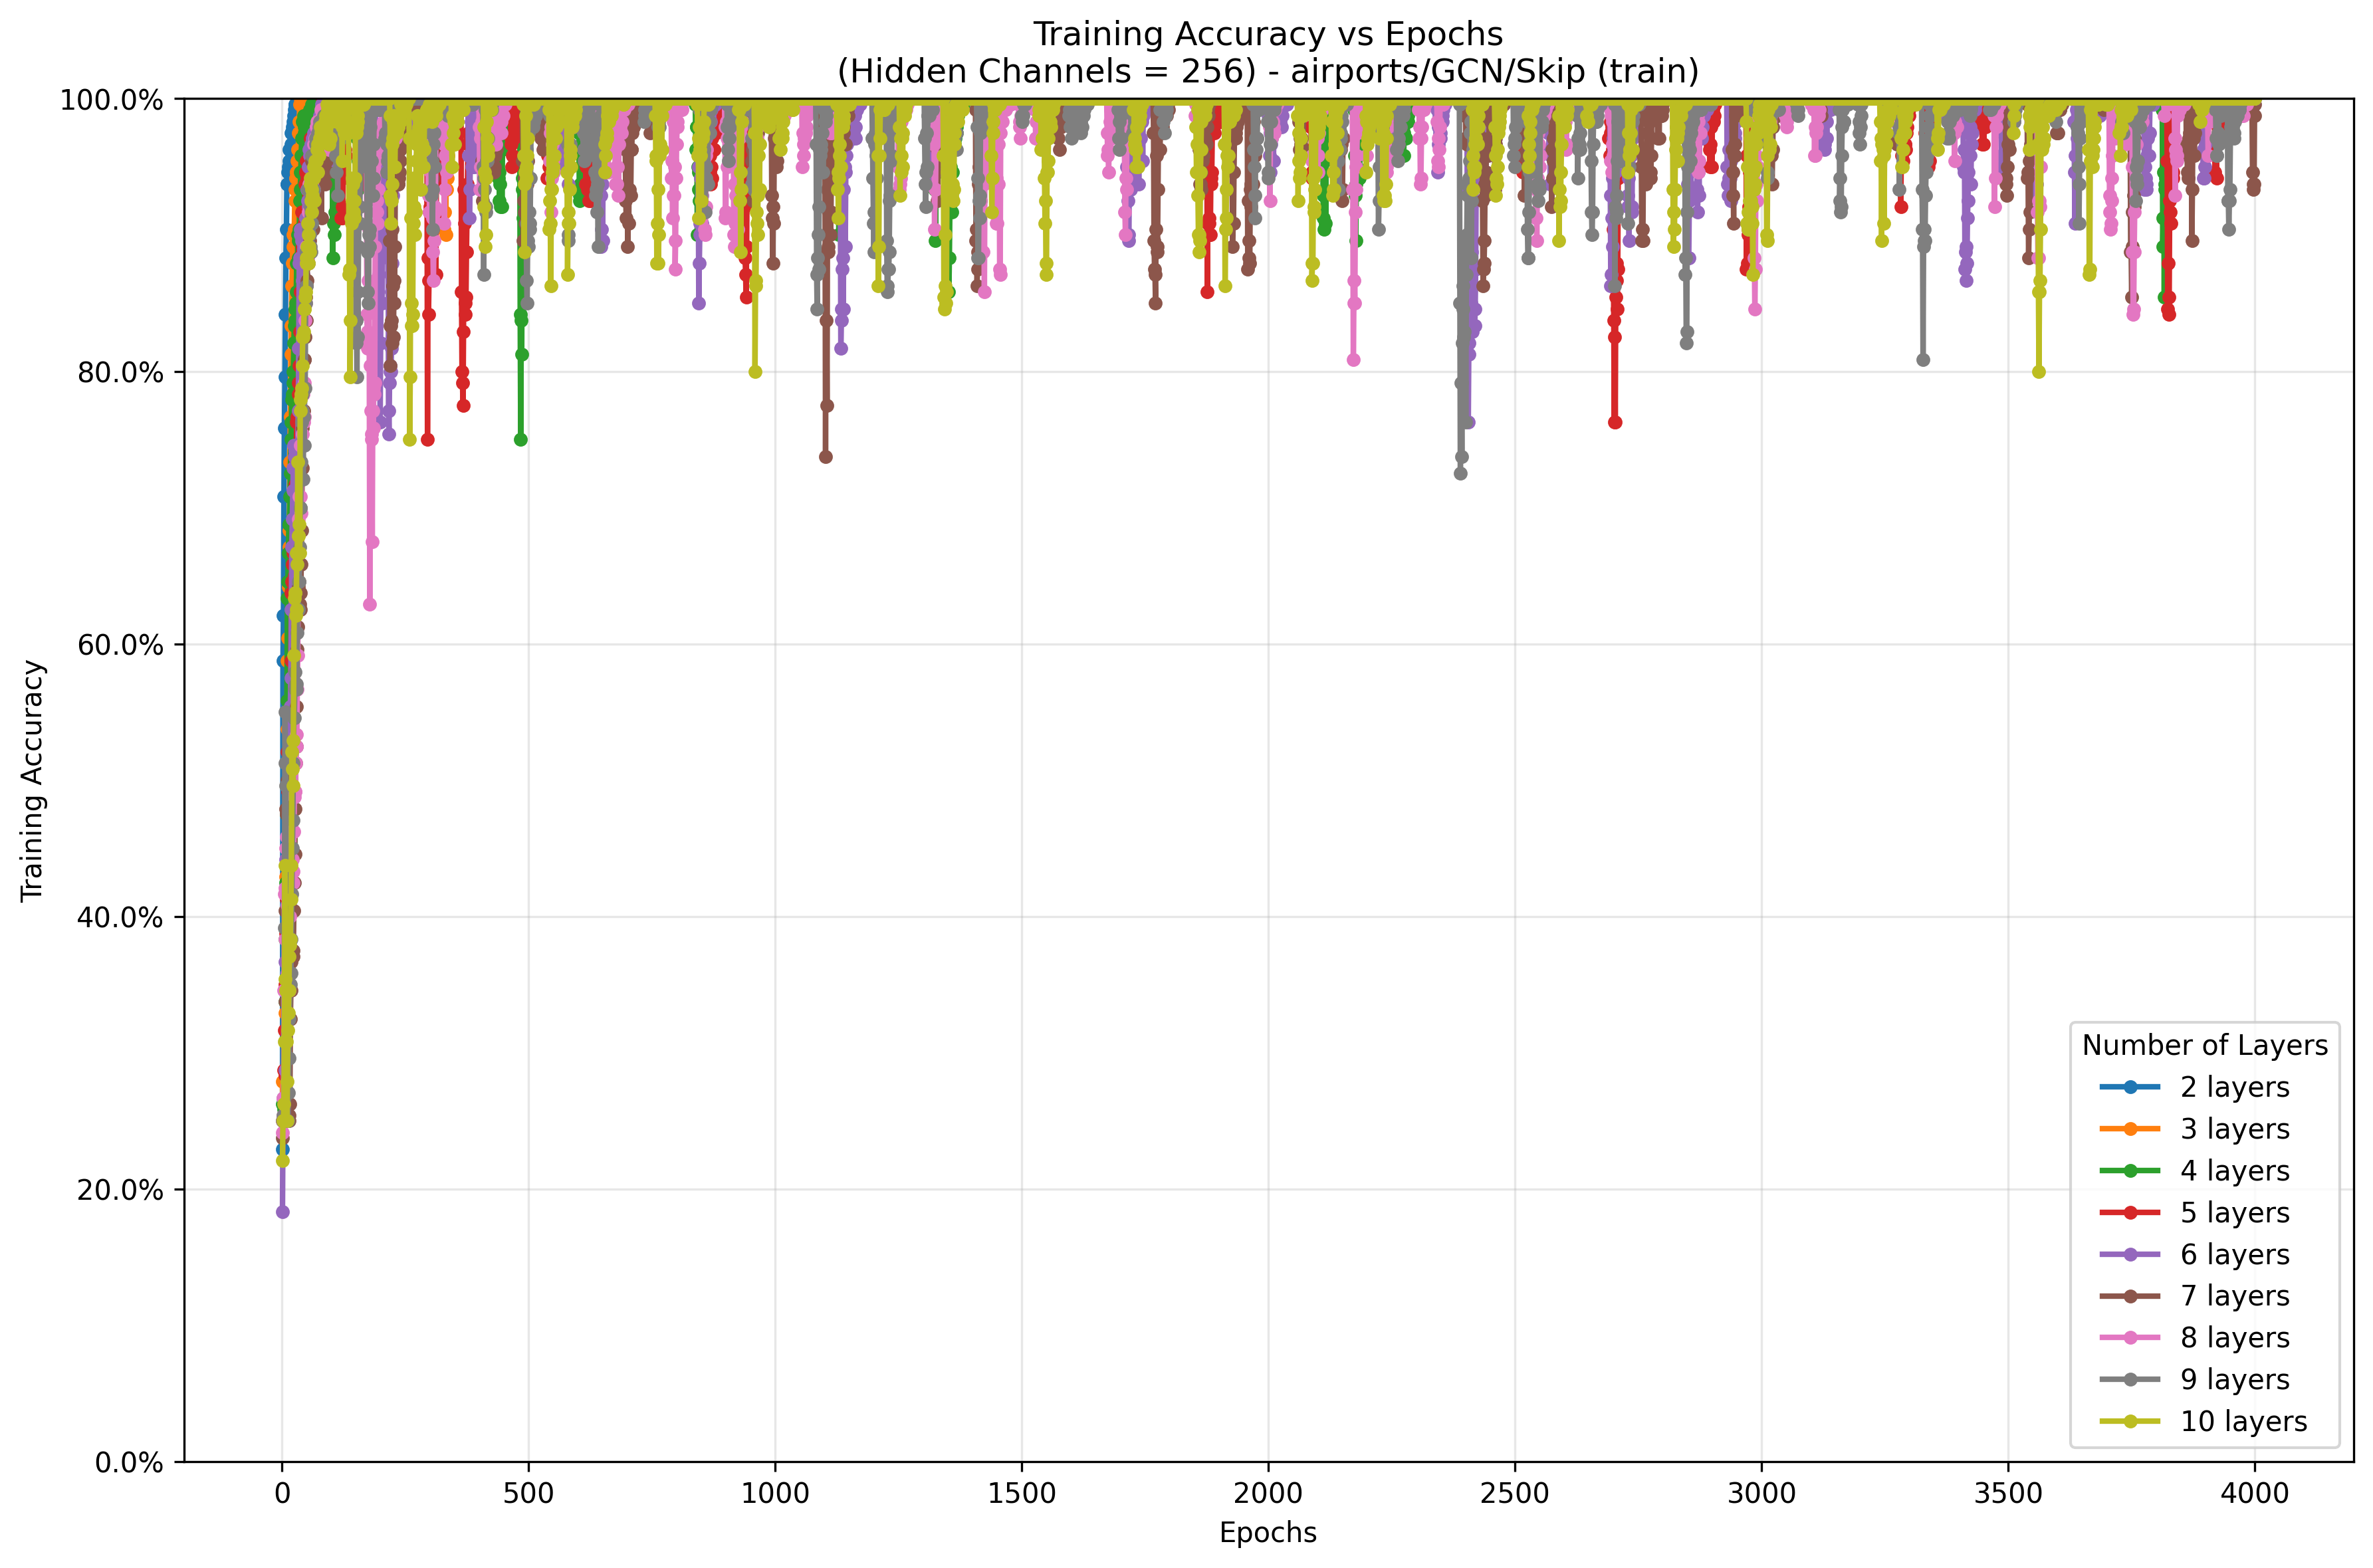 Training Accuracy vs Epochs
(Hidden Channels = 256) - airports/GCN/Skip (train)
100.0%
80.0%
60.0%
40.0%
20.0%
0.0%
Training Accuracy
0 500 1000 1500 2000 2500 3000 3500 4000
Epochs
Number of Layers
2 layers
3 layers
4 layers
5 layers
6 layers
7 layers
8 layers
9 layers
10 layers